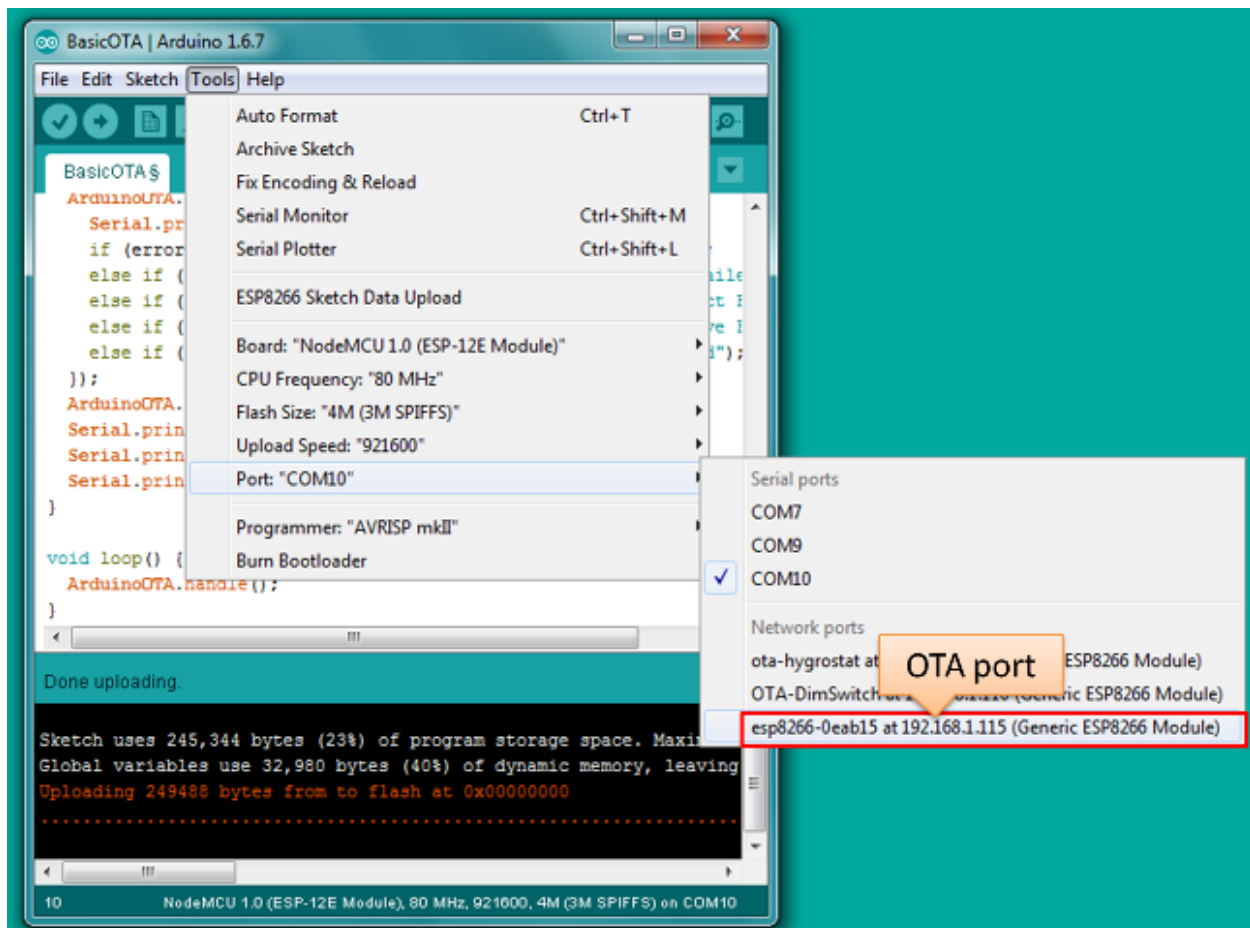 BasicOTA | Arduino 1.6.7
File Edit Sketch Tools Help
BasicOTA§
Auto Format Ctrl+T
Archive Sketch
Fix Encoding & Reload
Serial Monitor Ctrl+Shift+M
Serial Plotter Ctrl+Shift+L
ESP8266 Sketch Data Upload
Board: "NodeMCU 1.0 (ESP-12E Module)"
CPU Frequency: "80 MHz"
Flash Size: "4M (3M SPIFFS)"
Upload Speed: "921600"
Port: "COM10"
Programmer: "AVRISP mkII"
Burn Bootloader
ArduinoOTA.
Serial.pr
if (error
else if (
else if (
else if (
else if ( d");
});
ArduinoOTA.
Serial.prin
Serial.prin
Serial.prin
}
void loop() {
ArduinoOTA.handle();
}
Serial ports
COM7
COM9
COM10
Network ports
ota-hygrostat at ESP8266 Module)
OTA port
OTA-DimSwitch ESP8266 Module)
esp8266-0eab15 at 192.168.1.115 (Generic ESP8266 Module)
Done uploading.
Sketch uses 245,344 bytes (23%) of program storage space.
Global variables use 32,980 bytes (40%) of dynamic memory, leaving
Uploading 249488 bytes from to flash at 0x00000000
10 NodeMCU 1.0 (ESP-12E Module), 80 MHz, 921600, 4M (3M SPIFFS) on COM10